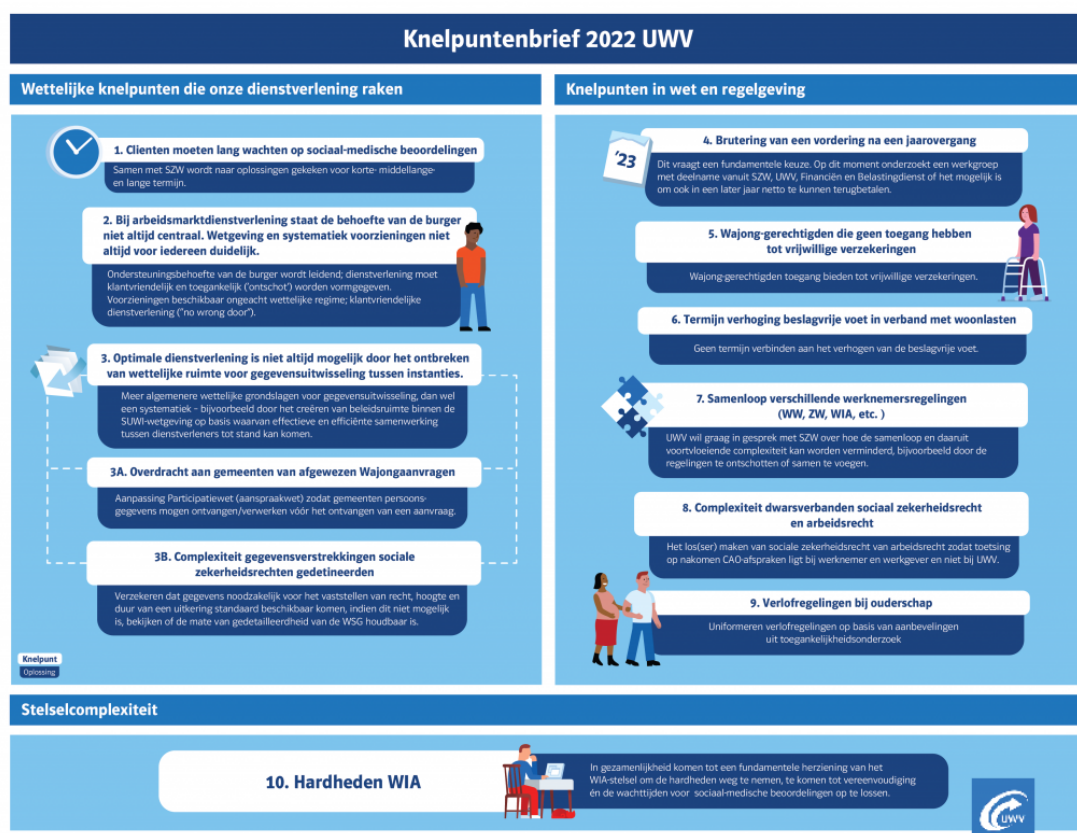 Knelpuntenbrief 2022 UWV
Wettelijke knelpunten die onze dienstverlening raken
1. Clienten moeten lang wachten op sociaal-medische beoordelingen
Samen met SZW wordt naar oplossingen gekeken voor korte- middellange-
en lange termijn.
2. Bij arbeidsmarktdienstverlening staat de behoefte van de burger
niet altijd centraal. Wetgeving en systematiek voorzieningen niet
altijd voor iedereen duidelijk.
Ondersteuningsbehoefte van de burger wordt leidend; dienstverlening moet
klantvriendelijk en toegankelijk ('ontschot') worden vormgegeven.
Voorzieningen beschikbaar ongeacht wettelijke regime; klantvriendelijke
dienstverlening ("no wrong door").
3. Optimale dienstverlening is niet altijd mogelijk door het ontbreken
van wettelijke ruimte voor gegevensuitwisseling tussen instanties.
Meer algemenere wettelijke grondslagen voor gegevensuitwisseling, dan wel
een systematiek - bijvoorbeeld door het creëren van beleidsruimte binnen de
SUWI-wetgeving op basis waarvan effectieve en efficiënte samenwerking
tussen dienstverleners tot stand kan komen.
3A. Overdracht aan gemeenten van afgewezen Wajongaanvragen
Aanpassing Participatiewet (aanspraakwet) zodat gemeenten persoons-
gegevens mogen ontvangen/verwerken vóór het ontvangen van een aanvraag.
3B. Complexiteit gegevensverstrekkingen sociale
zekerheidsrechten gedetineerden
Verzekeren dat gegevens noodzakelijk voor het vaststellen van recht, hoogte en
duur van een uitkering standaard beschikbaar komen, indien dit niet mogelijk
is, bekijken of de mate van gedetailleerdheid van de WSG houdbaar is.
Knelpunt
Oplossing
Knelpunten in wet en regelgeving
'23
4. Brutering van een vordering na een jaarovergang
Dit vraagt een fundamentele keuze. Op dit moment onderzoekt een werkgroep
met deelname vanuit SZW, UWV, Financiën en Belastingdienst of het mogelijk is
om ook in een later jaar netto te kunnen terugbetalen.
5. Wajong-gerechtigden die geen toegang hebben
tot vrijwillige verzekeringen
Wajong-gerechtigden toegang bieden tot vrijwillige verzekeringen.
6. Termijn verhoging beslagvrije voet in verband met woonlasten
Geen termijn verbinden aan het verhogen van de beslagvrije voet.
7. Samenloop verschillende werknemersregelingen
(WW, ZW, WIA, etc. )
UWV wil graag in gesprek met SZW over hoe de samenloop en daaruit
voortvloeiende complexiteit kan worden verminderd, bijvoorbeeld door de
regelingen te ontschotten of samen te voegen.
8. Complexiteit dwarsverbanden sociaal zekerheidsrecht
en arbeidsrecht
Het los(ser) maken van sociale zekerheidsrecht van arbeidsrecht zodat toetsing
op nakomen CAO-afspraken ligt bij werknemer en werkgever en niet bij UWV.
9. Verlofregelingen bij ouderschap
Uniformeren verlofregelingen op basis van aanbevelingen
uit toegankelijkheidsonderzoek
Stelselcomplexiteit
10. Hardheden WIA
In gezamenlijkheid komen tot een fundamentele herziening van het
WIA-stelsel om de hardheden weg te nemen, te komen tot vereenvoudiging
én de wachttijden voor sociaal-medische beoordelingen op te lossen.
UWV